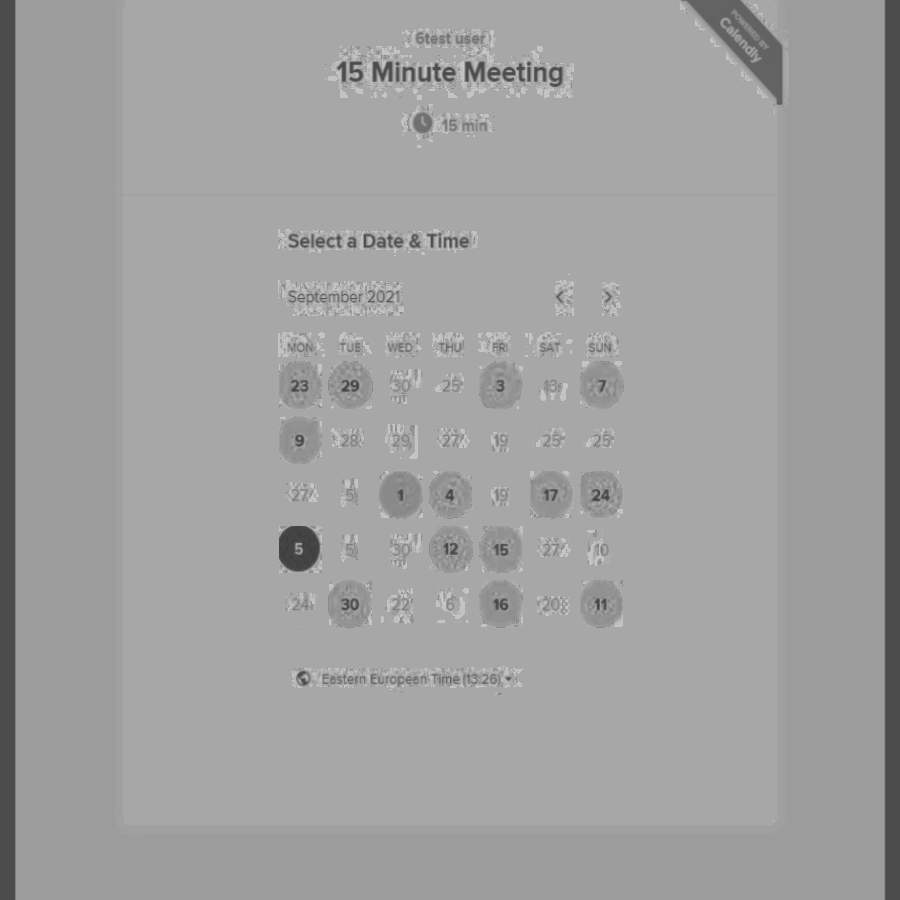 POWERED BY
Calendly
6test user
15 Minute Meeting
15 min
Select a Date & Time
September 2021
MON TUE WED THU FRI SAT SUN
23 29 30 25 3 13 7
9 28 29 27 19 25 25
27 5 1 4 19 17 24
5 5 30 12 15 27 10
24 30 22 6 16 20 11
Eastern European Time (13:26)